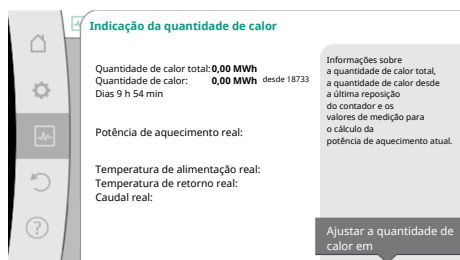 Indicação da quantidade de calor
Quantidade de calor total: 0,00 MWh
Quantidade de calor: 0,00 MWh desde 18733
Dias 9 h 54 min
Potência de aquecimento real:
Temperatura de alimentação real:
Temperatura de retorno real:
Caudal real:
Informações sobre
a quantidade de calor total,
a quantidade de calor desde
a última reposição
do contador e os
valores de medição para
o cálculo da
potência de aquecimento atual.
Ajustar a quantidade de
calor em